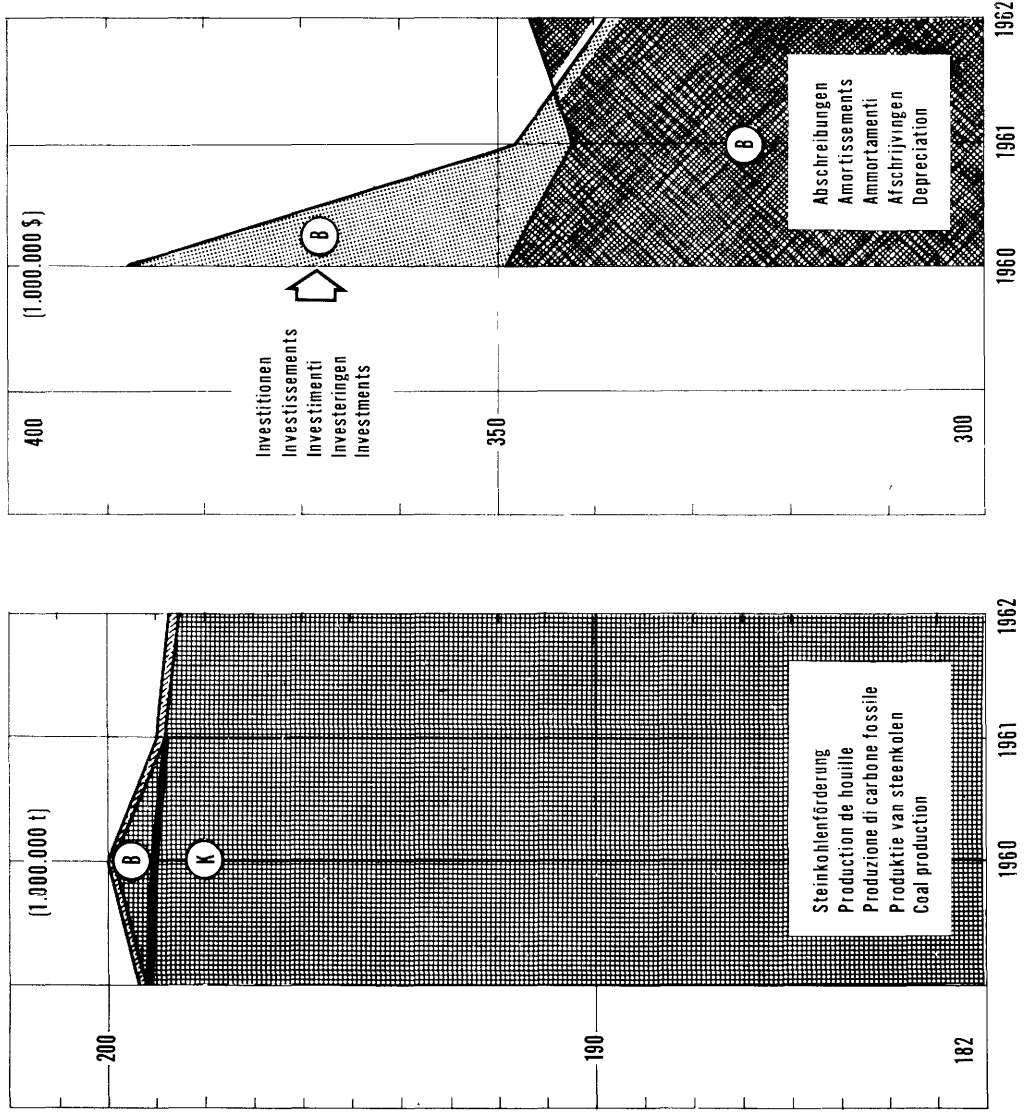 (1.000.000 t)
200
190
182
B
K
Steinkohlenförderung
Production de houille
Produzione di carbone fossile
Produktie van steenkolen
Coal production
1960
1961
1962
(1.000.000 $)
400
350
300
Investitionen
Investissements
Investimenti
Investeringen
Investments
B
B
Abschreibungen
Amortissements
Ammortamenti
Afschrijvingen
Depreciation
1960
1961
1962